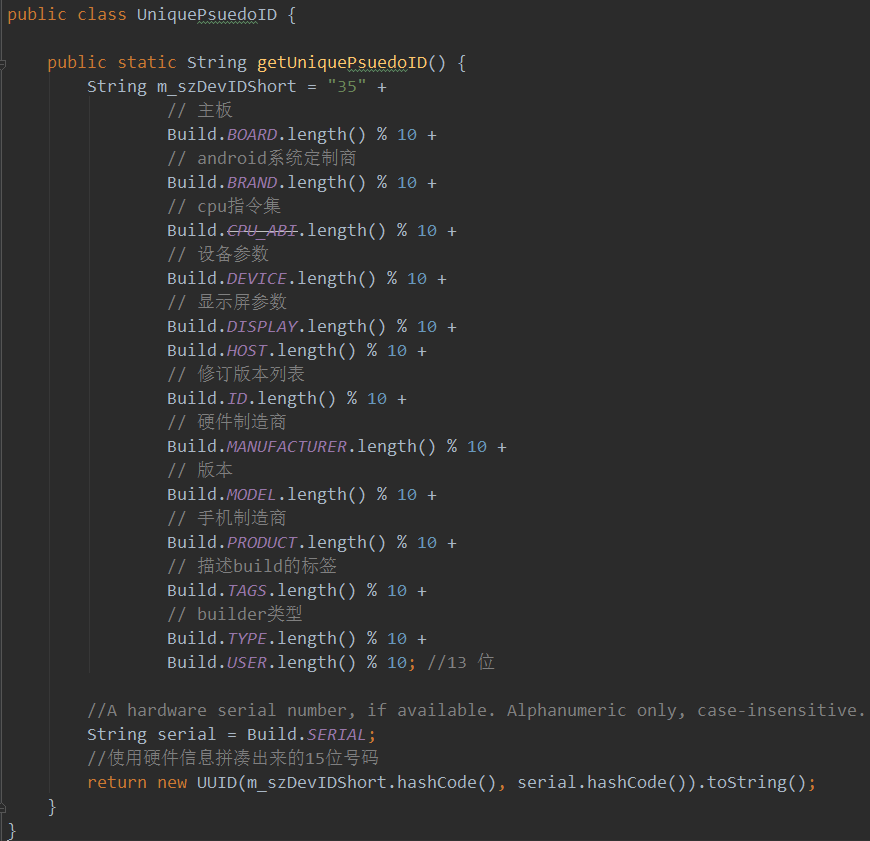 public class UniquePsuedoID {
public static String getUniquePsuedoID() {
String m_szDevIDShort = "35" +
// 主板
Build.BOARD.length() % 10 +
// android系统定制商
Build.BRAND.length() % 10 +
// cpu指令集
Build.CPU_ABI.length() % 10 +
// 设备参数
Build.DEVICE.length() % 10 +
// 显示屏参数
Build.DISPLAY.length() % 10 +
Build.HOST.length() % 10 +
// 修订版本列表
Build.ID.length() % 10 +
// 硬件制造商
Build.MANUFACTURER.length() % 10 +
// 版本
Build.MODEL.length() % 10 +
// 手机制造商
Build.PRODUCT.length() % 10 +
// 描述build的标签
Build.TAGS.length() % 10 +
// builder类型
Build.TYPE.length() % 10 +
Build.USER.length() % 10; //13 位
//A hardware serial number, if available. Alphanumeric only, case-insensitive.
String serial = Build.SERIAL;
//使用硬件信息拼凑出来的15位号码
return new UUID(m_szDevIDShort.hashCode(), serial.hashCode()).toString();
}
}